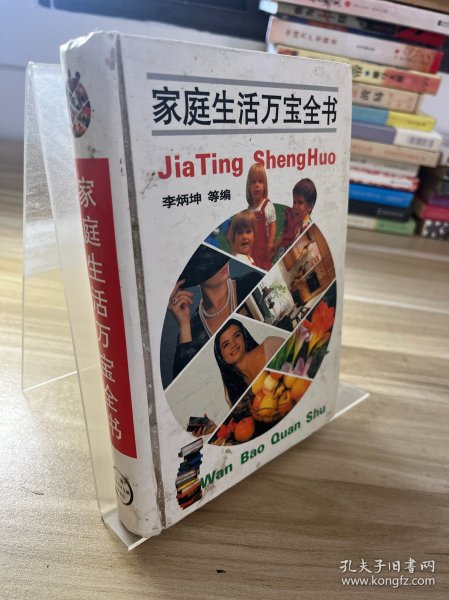 家庭生活万宝全书
JiaTing ShengHuo
李炳坤 等编
Wan Bao Quan Shu
家庭生活万宝全书
孔夫子旧书网
www.kongfz.com